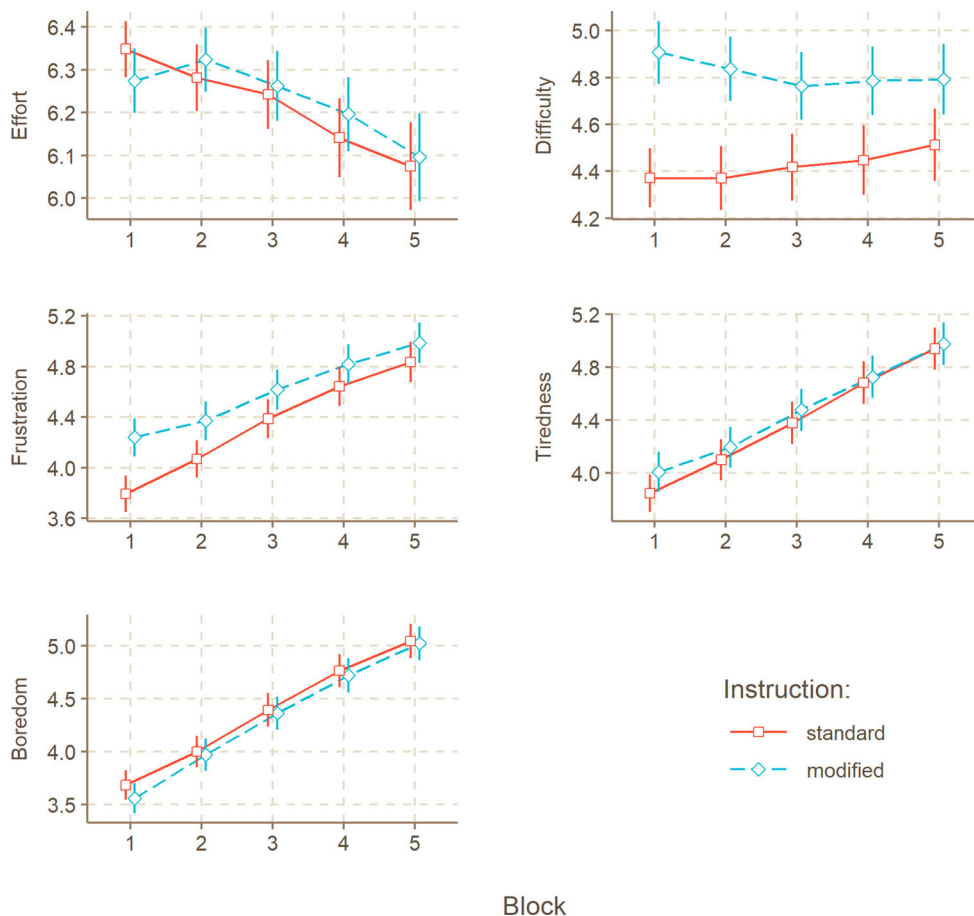 Effort
6.4
6.3
6.2
6.1
6.0
1 2 3 4 5
Difficulty
5.0
4.8
4.6
4.4
4.2
1 2 3 4 5
Frustration
5.2
4.8
4.4
4.0
3.6
1 2 3 4 5
Tiredness
5.2
4.8
4.4
4.0
1 2 3 4 5
Boredom
5.0
4.5
4.0
3.5
1 2 3 4 5
Instruction:
standard
modified
Block